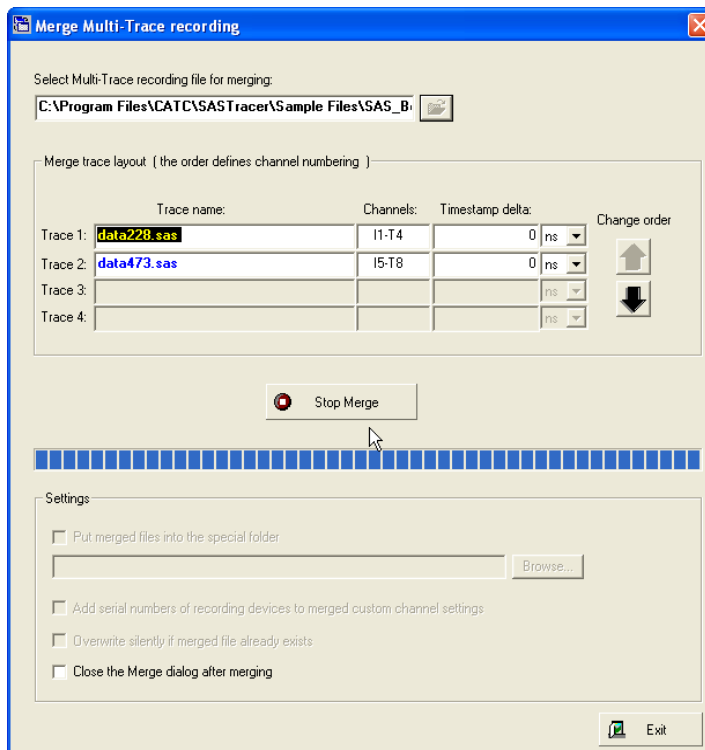 Merge Multi-Trace recording
Select Multi-Trace recording file for merging:
C:\Program Files\CATC\SASTracer\Sample Files\SAS_B
Merge trace layout ( the order defines channel numbering )
Trace name: Channels: Timestamp delta: Change order
Trace 1: data228.sas I1-T4 0 ns
Trace 2: data473.sas I5-T8 0 ns
Trace 3: ns
Trace 4: ns
Stop Merge
Settings
Put merged files into the special folder
Browse...
Add serial numbers of recording devices to merged custom channel settings
Overwrite silently if merged file already exists
Close the Merge dialog after merging
Exit